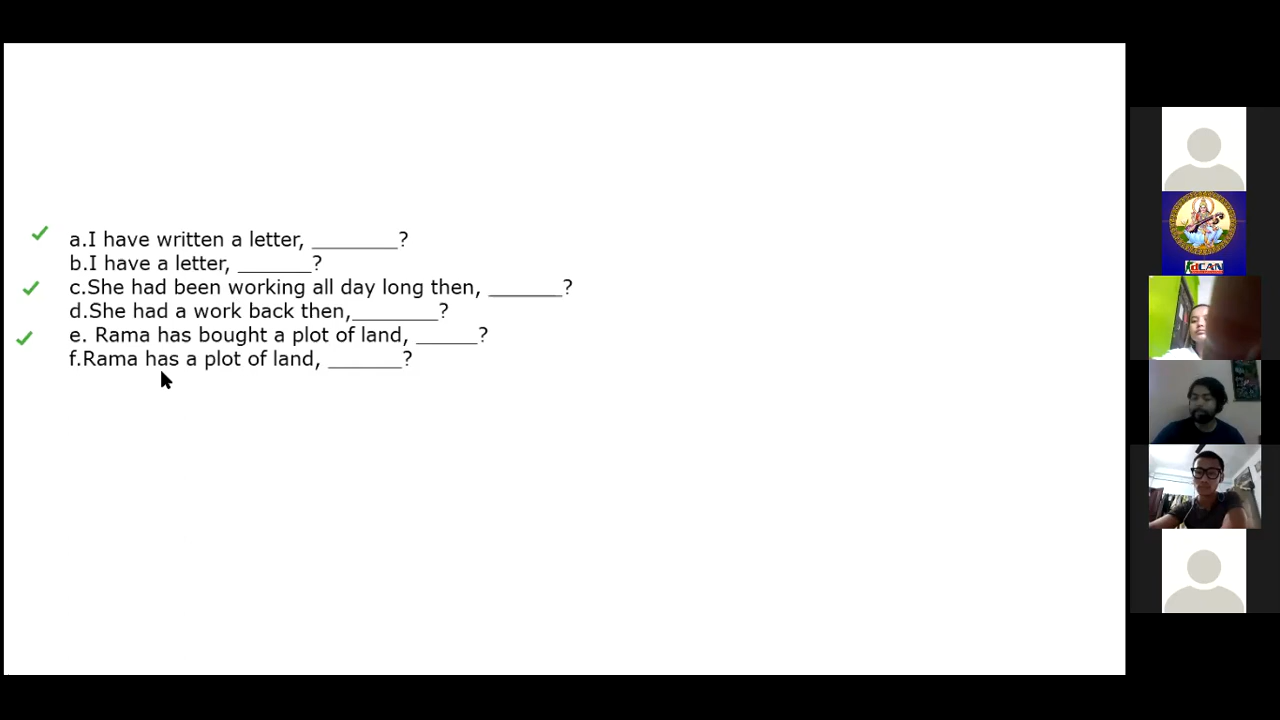 a.I have written a letter, ________?
b.I have a letter, _______?
c.She had been working all day long then, _______?
d.She had a work back then,________?
e. Rama has bought a plot of land, ______?
f.Rama has a plot of land, _______?